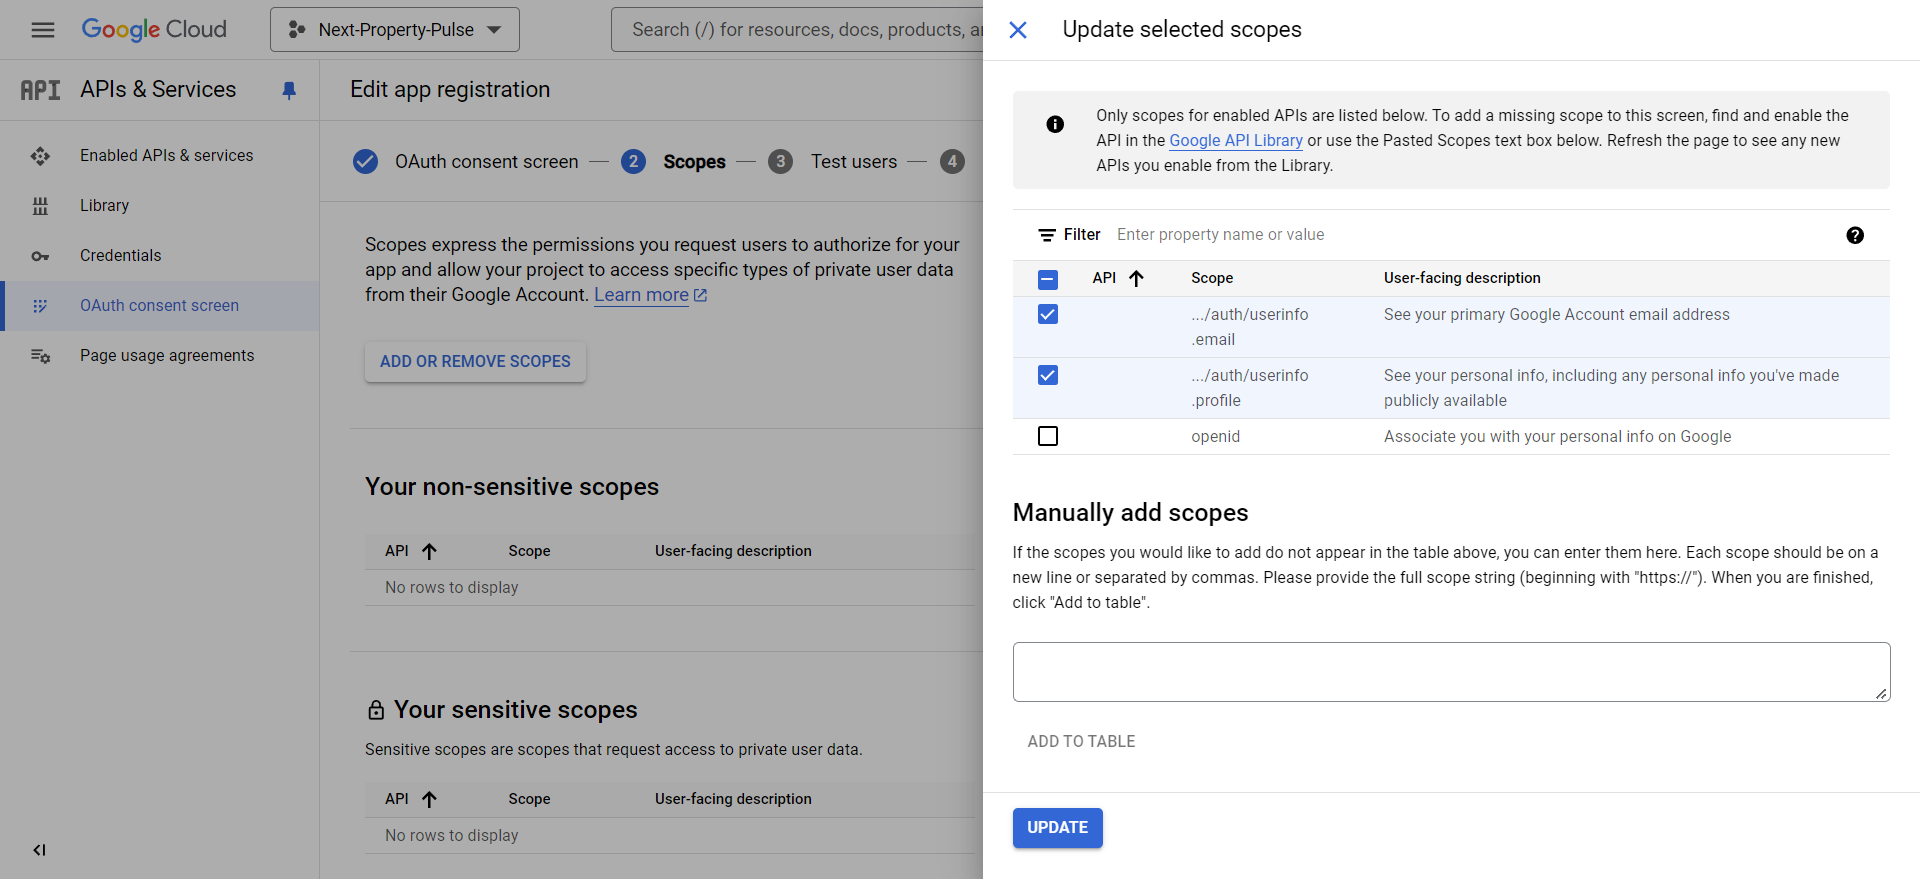 Google Cloud
Next-Property-Pulse
Search (/) for resources, docs, products, a
API APIs & Services
Enabled APIs & services
Library
Credentials
OAuth consent screen
Page usage agreements
Edit app registration
OAuth consent screen — 2 Scopes — 3 Test users — 4
Scopes express the permissions you request users to authorize for your
app and allow your project to access specific types of private user data
from their Google Account. Learn more
ADD OR REMOVE SCOPES
Your non-sensitive scopes
API Scope User-facing description
No rows to display
Your sensitive scopes
Sensitive scopes are scopes that request access to private user data.
API Scope User-facing description
No rows to display
Update selected scopes
Only scopes for enabled APIs are listed below. To add a missing scope to this screen, find and enable the
API in the Google API Library or use the Pasted Scopes text box below. Refresh the page to see any new
APIs you enable from the Library.
Filter Enter property name or value
API Scope User-facing description
.../auth/userinfo See your primary Google Account email address
.email
.../auth/userinfo See your personal info, including any personal info you've made
.profile publicly available
openid Associate you with your personal info on Google
Manually add scopes
If the scopes you would like to add do not appear in the table above, you can enter them here. Each scope should be on a
new line or separated by commas. Please provide the full scope string (beginning with "https://"). When you are finished,
click "Add to table".
ADD TO TABLE
UPDATE